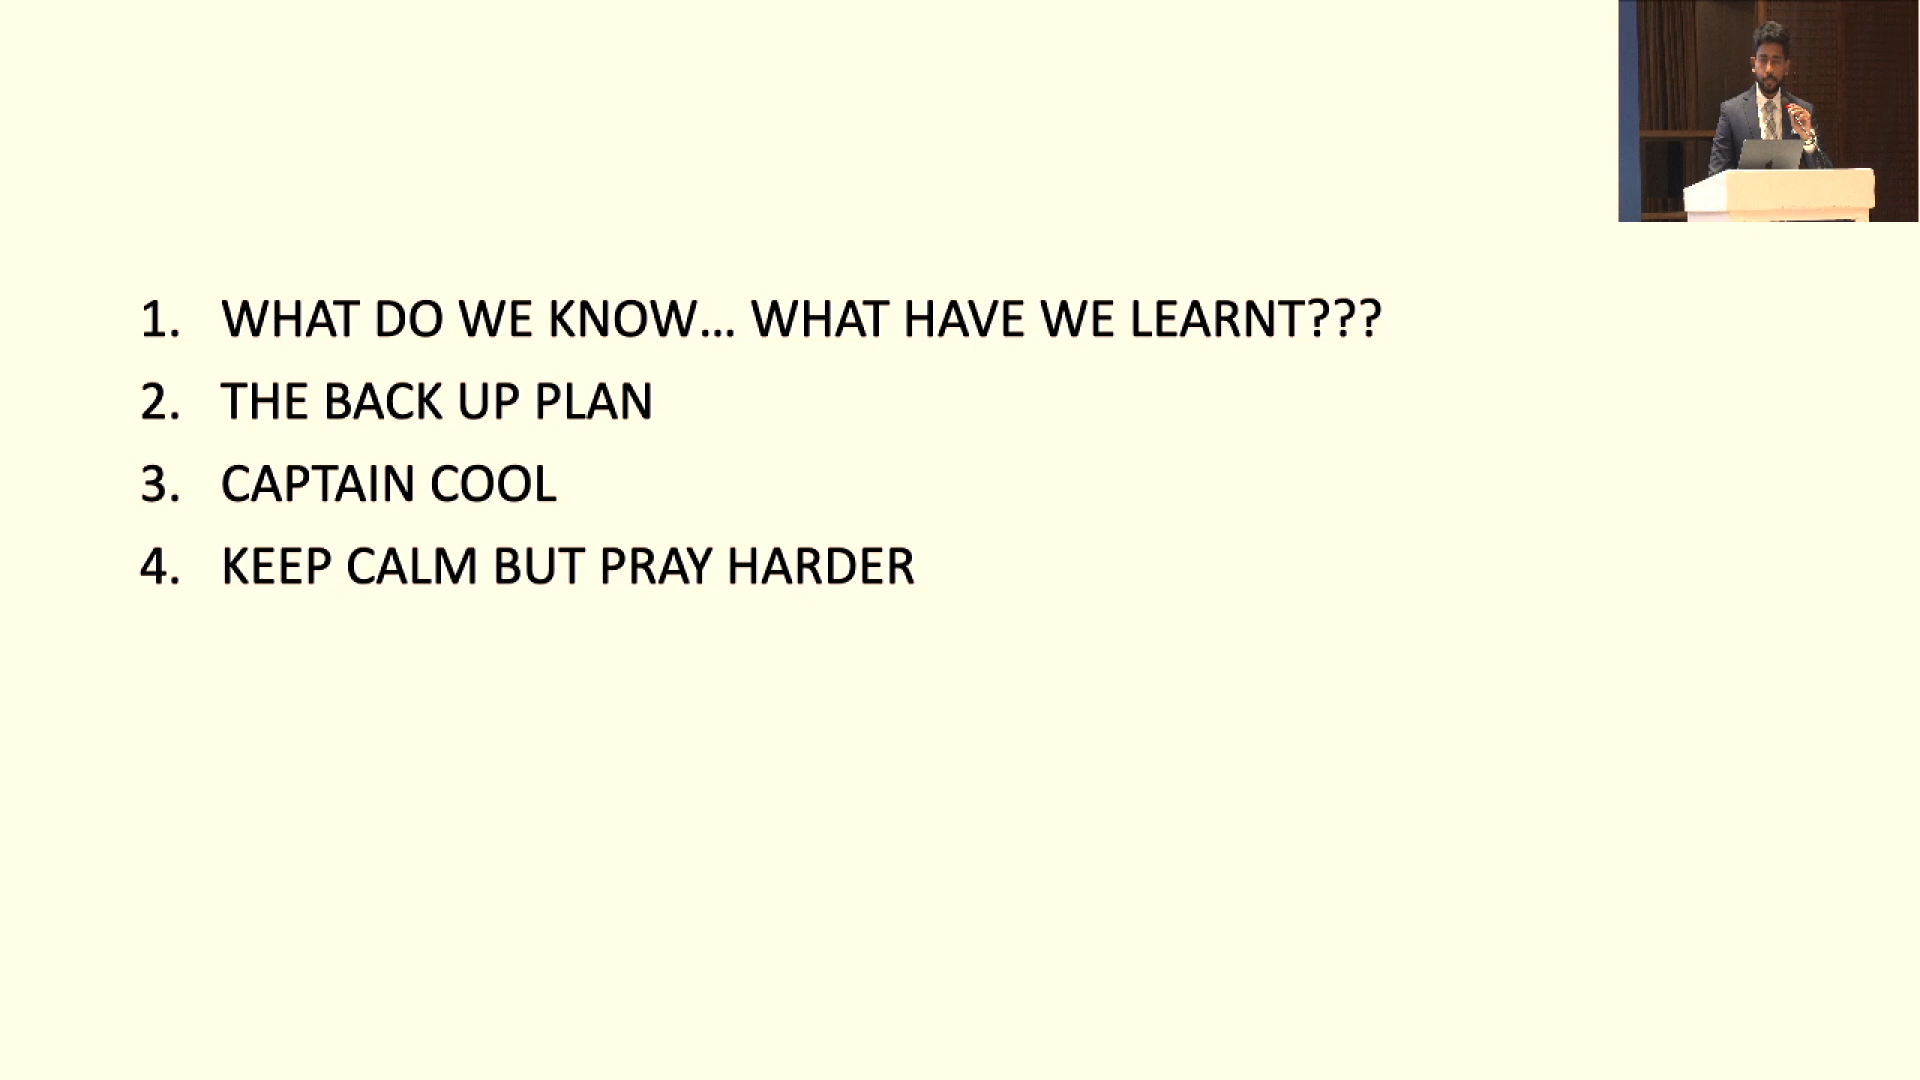 1. WHAT DO WE KNOW... WHAT HAVE WE LEARNT???
2. THE BACK UP PLAN
3. CAPTAIN COOL
4. KEEP CALM BUT PRAY HARDER